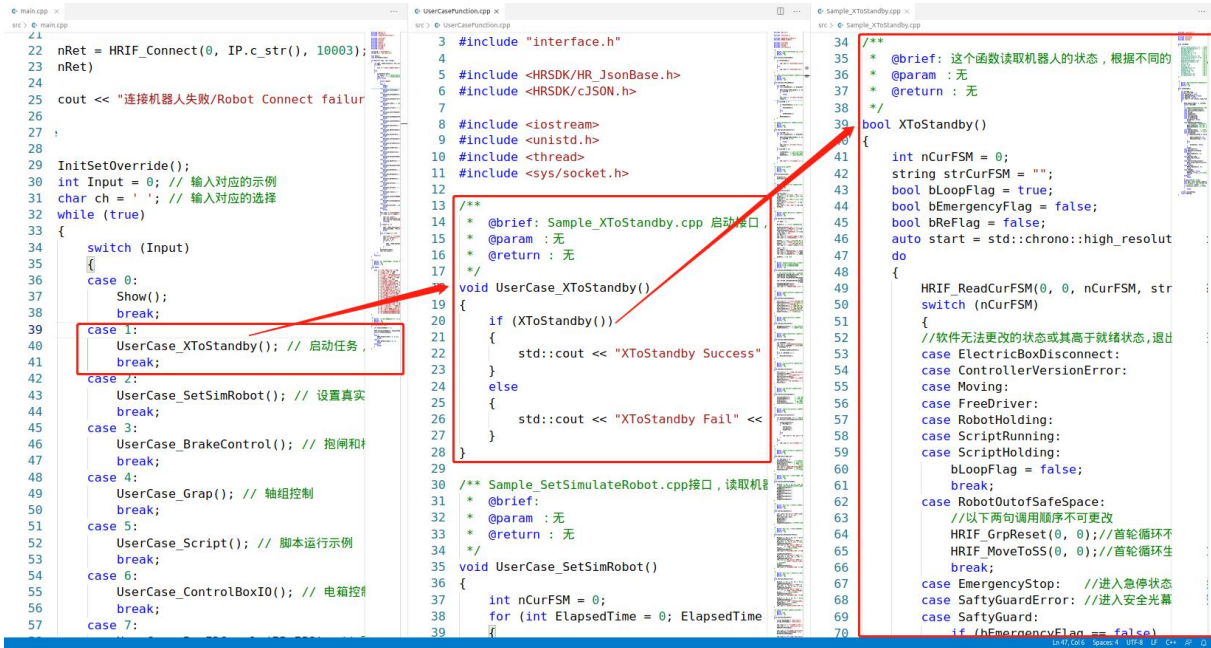 main.cpp
src > main.cpp
21
22 nRet = HRIF_Connect(0, IP.c_str(), 10003);
23 nRet)
24
25 cout << "连接机器人失败/Robot Connect failur
26
27
28
29 InitSetOverride();
30 int Input = 0; // 输入对应的示例
31 char ch = ' '; // 输入对应的选择
32 while (true)
33 {
34 switch (Input)
35 {
36 case 0:
37 Show();
38 break;
39 case 1:
40 UserCase_XToStandby(); // 启动任务,
41 break;
42 case 2:
43 UserCase_SetSimRobot(); // 设置真实
44 break;
45 case 3:
46 UserCase_BrakeControl(); // 抱闸和
47 break;
48 case 4:
49 UserCase_Grap(); // 轴组控制
50 break;
51 case 5:
52 UserCase_Script(); // 脚本运行示例
53 break;
54 case 6:
55 UserCase_ControlBoxIO(); // 电箱控制
56 break;
57 case 7:
UserCaseFunction.cpp
src > UserCaseFunction.cpp
3 #include "interface.h"
4
5 #include <HRSDK/HR_JsonBase.h>
6 #include <HRSDK/cJSON.h>
7
8 #include <iostream>
9 #include <unistd.h>
10 #include <thread>
11 #include <sys/socket.h>
12
13 /**
14 * @brief: Sample_XToStandby.cpp 启动接口,
15 * @param :无
16 * @return : 无
17 */
void UserCase_XToStandby()
19 {
20 if (XToStandby())
21 {
22 std::cout << "XToStandby Success"
23 }
24 else
25 {
26 std::cout << "XToStandby Fail" <<
27 }
28 }
29
30 /** Sample_SetSimulateRobot.cpp接口,读取机器
31 * @brief:
32 * @param :无
33 * @return : 无
34 */
35 void UserCase_SetSimRobot()
36 {
37 int nCurFSM = 0;
38 for (int ElapsedTime = 0; ElapsedTime
39 {
Sample_XToStandby.cpp
src > Sample_XToStandby.cpp
34 /**
35 * @brief: 这个函数读取机器人的状态,根据不同的
36 * @param :无
37 * @return : 无
38 */
39 bool XToStandby()
{
41 int nCurFSM = 0;
42 string strCurFSM = "";
43 bool bLoopFlag = true;
44 bool bEmergencyFlag = false;
45 bool bReFlag = false;
46 auto start = std::chrono::high_resolut
47 do
48 {
49 HRIF_ReadCurFSM(0, 0, nCurFSM, str
50 switch (nCurFSM)
51 {
52 //软件无法更改的状态或其高于就绪状态,退出
53 case ElectricBoxDisconnect:
54 case ControllerVersionError:
55 case Moving:
56 case FreeDriver:
57 case RobotHolding:
58 case ScriptRunning:
59 case ScriptHolding:
60 bLoopFlag = false;
61 break;
62 case RobotOutofSafeSpace:
63 //以下两句调用顺序不可更改
64 HRIF_GrpReset(0, 0);//首轮循环不
65 HRIF_MoveToSS(0, 0);//首轮循环生
66 break;
67 case EmergencyStop: //进入急停状态
68 case SaftyGuardError: //进入安全光幕
69 case SaftyGuard:
70 if (bEmergencyFlag == false)
Ln 47, Col 6 Spaces: 4 UTF-8 LF C++